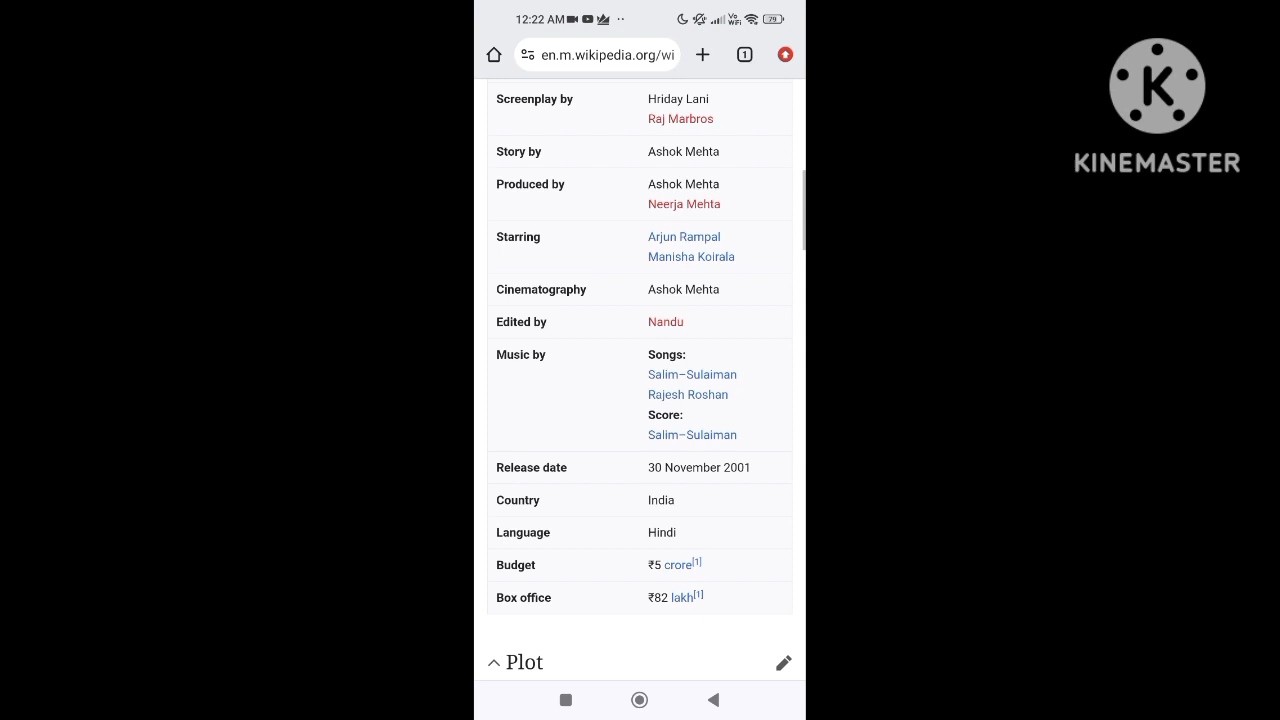 12:22 AM
Vo
WiFi
79
en.m.wikipedia.org/wi
1
Screenplay by
Hriday Lani
Raj Marbros
Story by
Ashok Mehta
Produced by
Ashok Mehta
Neerja Mehta
Starring
Arjun Rampal
Manisha Koirala
Cinematography
Ashok Mehta
Edited by
Nandu
Music by
Songs:
Salim–Sulaiman
Rajesh Roshan
Score:
Salim–Sulaiman
Release date
30 November 2001
Country
India
Language
Hindi
Budget
₹5 crore[1]
Box office
₹82 lakh[1]
Plot
K
KINEMASTER